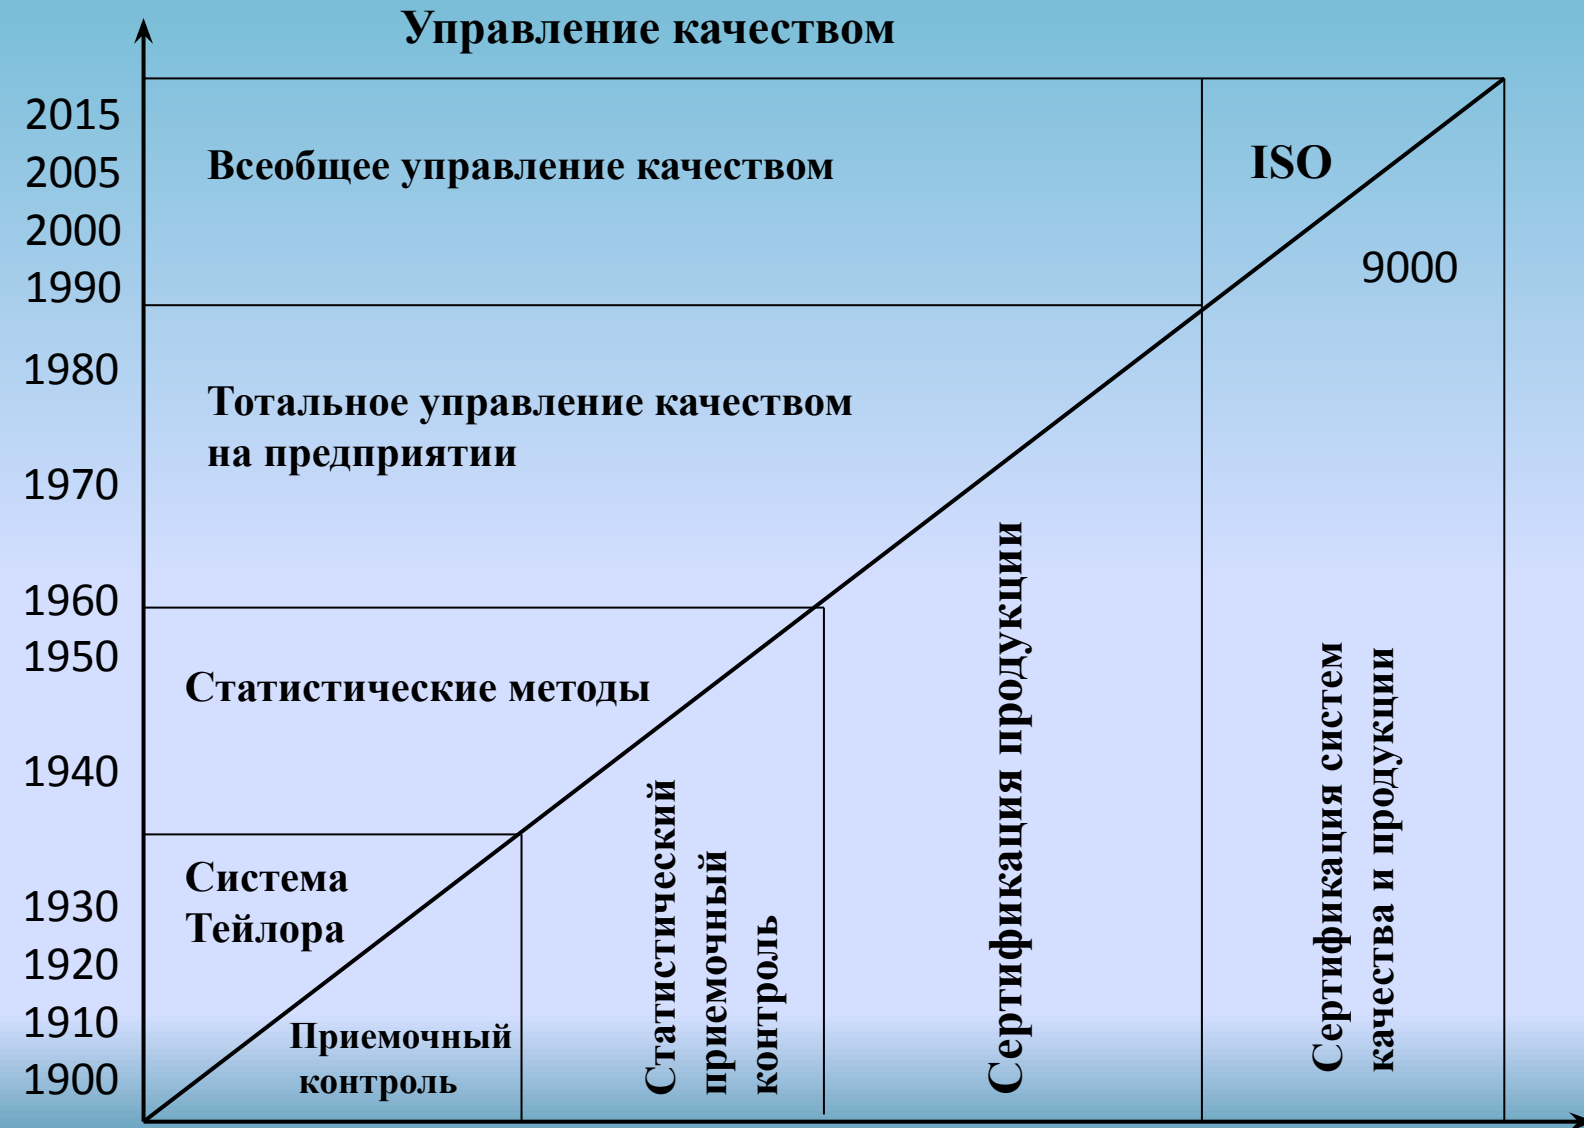 Управление качеством
2015
2005
2000
1990
1980
1970
1960
1950
1940
1930
1920
1910
1900
Всеобщее управление качеством
ISO
9000
Тотальное управление качеством
на предприятии
Статистические методы
Система
Тейлора
Приемочный
контроль
Статистический
приемочный
контроль
Сертификация продукции
Сертификация систем
качества и продукции